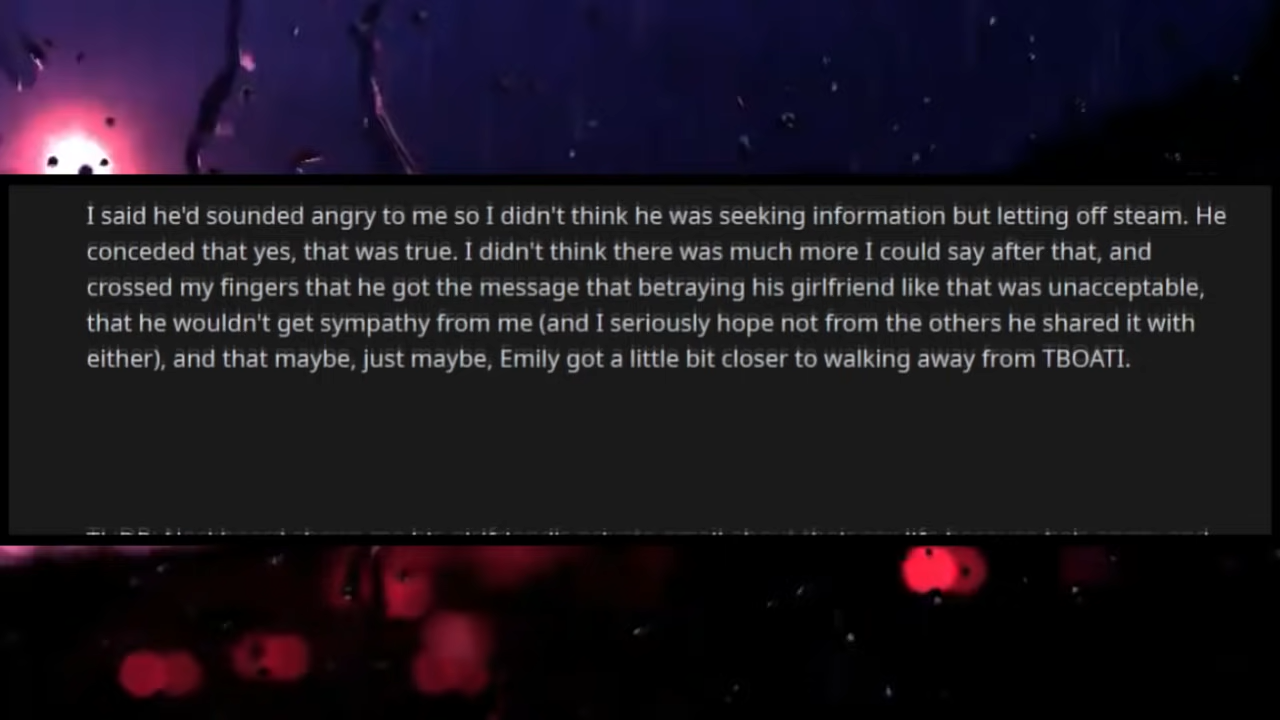 I said he'd sounded angry to me so I didn't think he was seeking information but letting off steam. He
conceded that yes, that was true. I didn't think there was much more I could say after that, and
crossed my fingers that he got the message that betraying his girlfriend like that was unacceptable,
that he wouldn't get sympathy from me (and I seriously hope not from the others he shared it with
either), and that maybe, just maybe, Emily got a little bit closer to walking away from TBOATI.